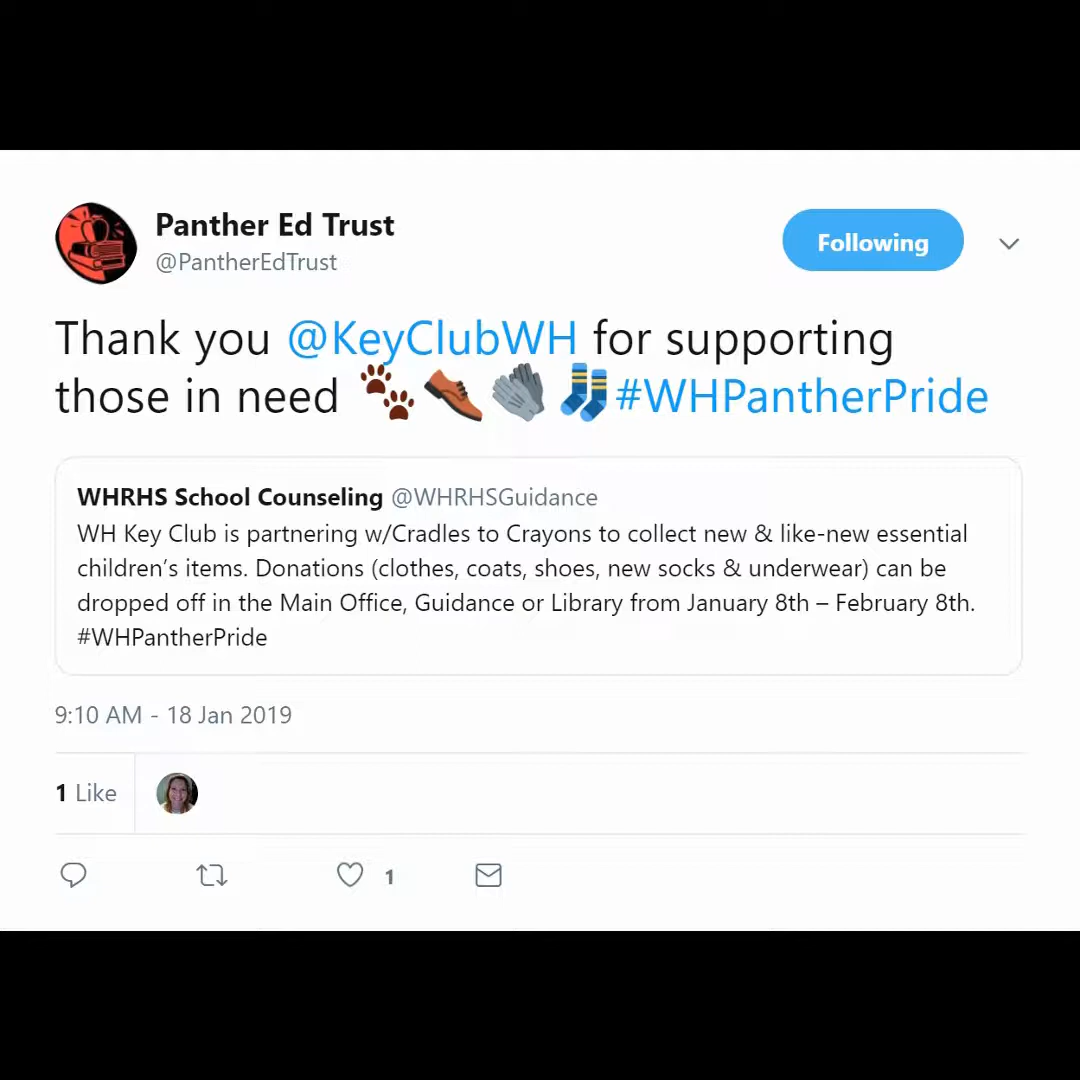 Panther Ed Trust
@PantherEdTrust
Following
Thank you @KeyClubWH for supporting
those in need 🐾👞🧤🧦#WHPantherPride
WHRHS School Counseling @WHRHSGuidance
WH Key Club is partnering w/Cradles to Crayons to collect new & like-new essential
children’s items. Donations (clothes, coats, shoes, new socks & underwear) can be
dropped off in the Main Office, Guidance or Library from January 8th – February 8th.
#WHPantherPride
9:10 AM - 18 Jan 2019
1 Like
1